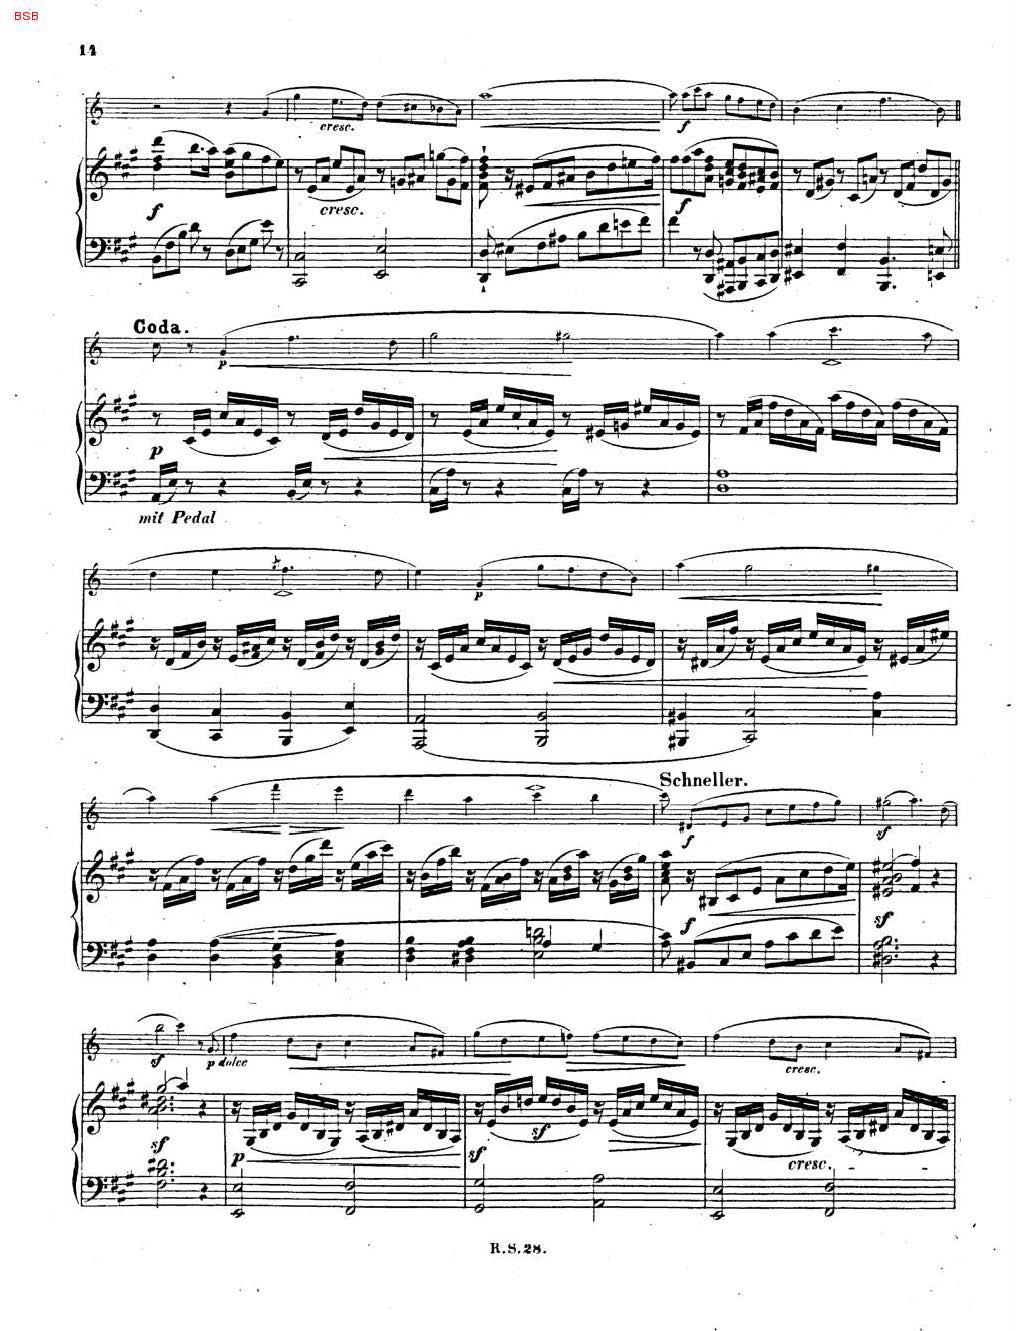 BSB
14
cresc.
f
cresc.
f
f
Coda.
p
p
mit Pedal
p
Schneller.
f
sf
f
sf
sf
p dolce
cresc.
sf
p
sf
sf
cresc.
R. S. 28.